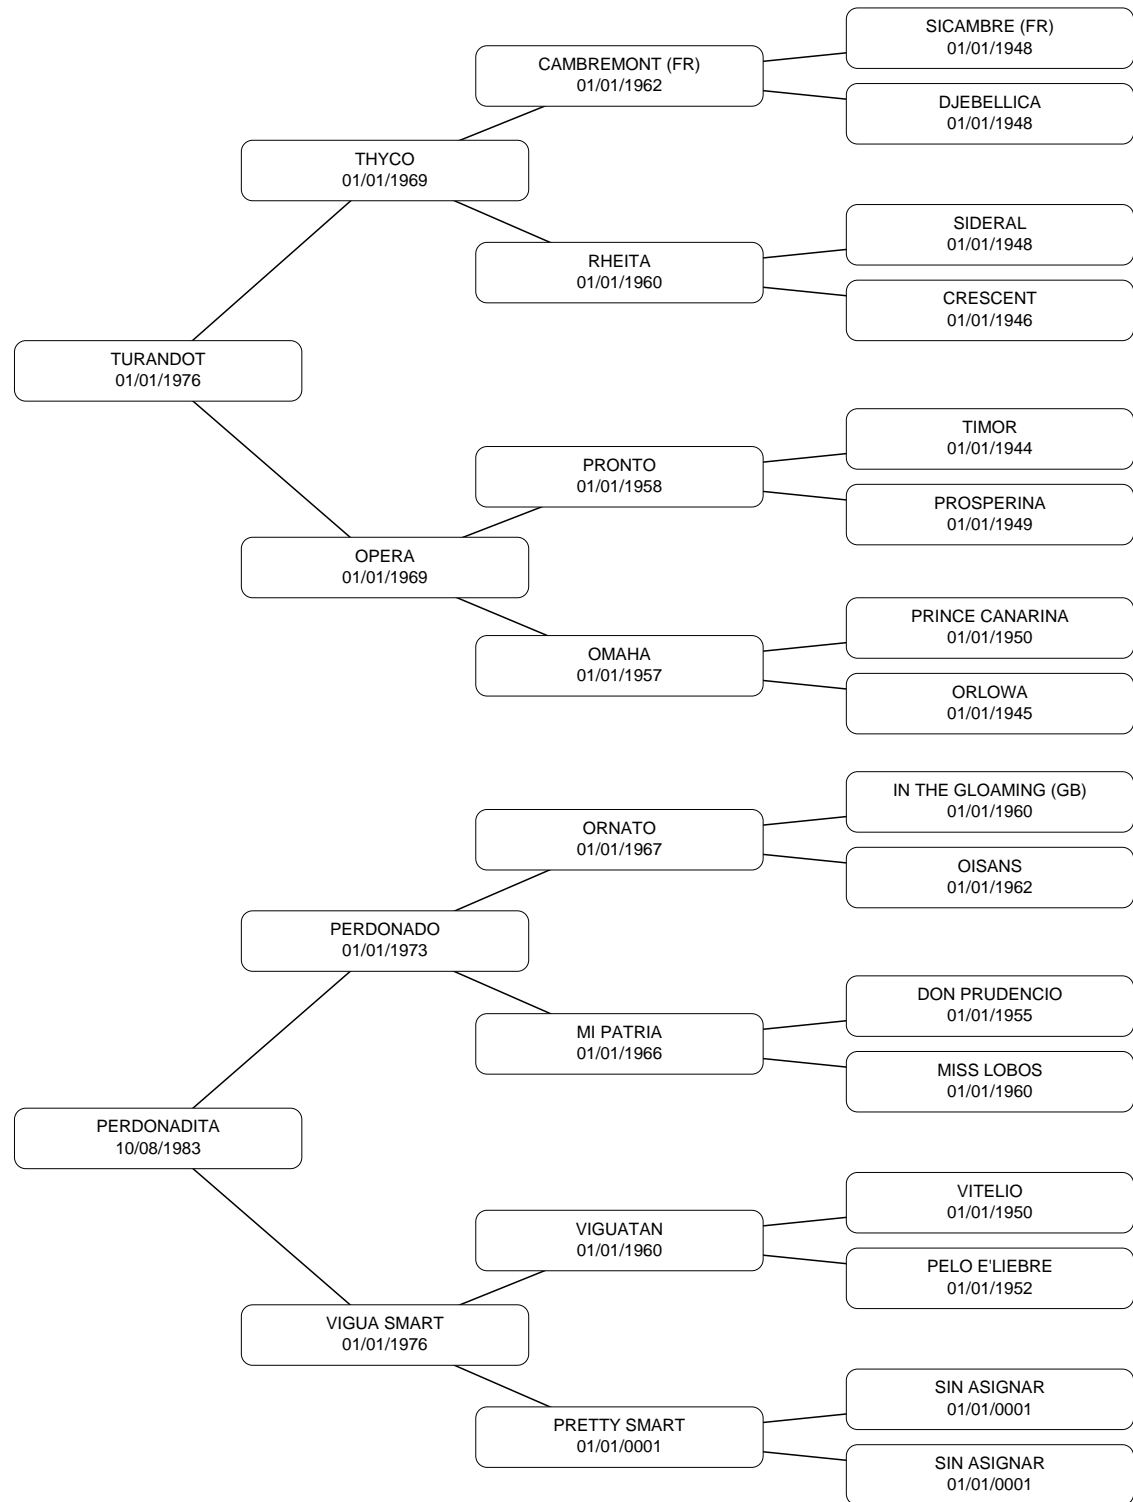 SICAMBRE (FR)
01/01/1948
CAMBREMONT (FR)
01/01/1962
DJEBELLICA
01/01/1948
THYCO
01/01/1969
SIDERAL
01/01/1948
RHEITA
01/01/1960
CRESCENT
01/01/1946
TURANDOT
01/01/1976
TIMOR
01/01/1944
PRONTO
01/01/1958
PROSPERINA
01/01/1949
OPERA
01/01/1969
PRINCE CANARINA
01/01/1950
OMAHA
01/01/1957
ORLOWA
01/01/1945
IN THE GLOAMING (GB)
01/01/1960
ORNATO
01/01/1967
OISANS
01/01/1962
PERDONADO
01/01/1973
DON PRUDENCIO
01/01/1955
MI PATRIA
01/01/1966
MISS LOBOS
01/01/1960
PERDONADITA
10/08/1983
VITELIO
01/01/1950
VIGUATAN
01/01/1960
PELO E'LIEBRE
01/01/1952
VIGUA SMART
01/01/1976
SIN ASIGNAR
01/01/0001
PRETTY SMART
01/01/0001
SIN ASIGNAR
01/01/0001